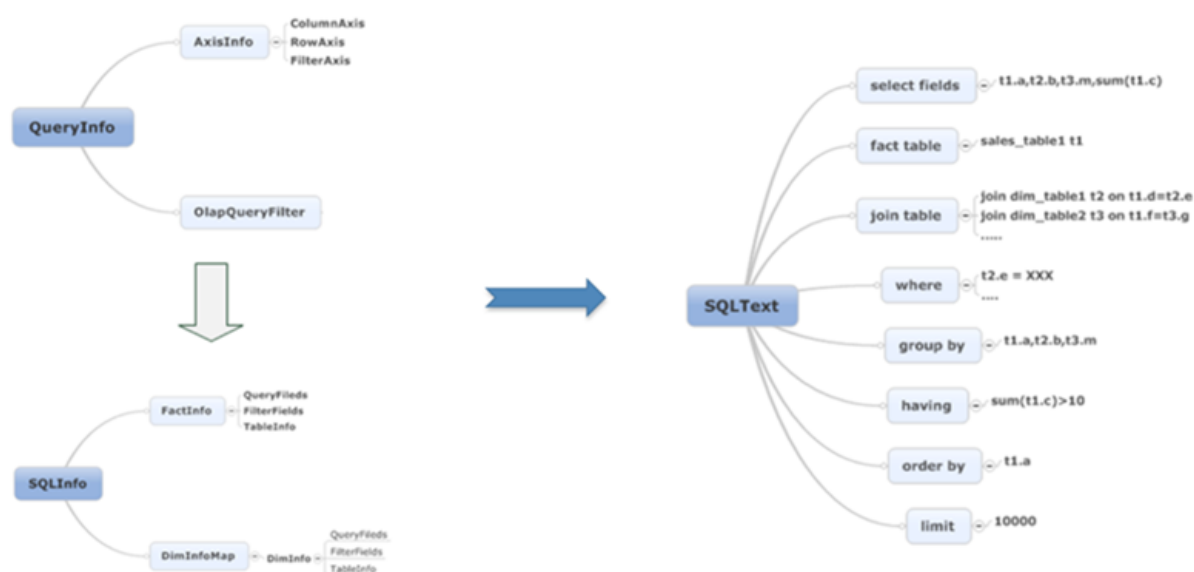 QueryInfo
AxisInfo
ColumnAxis
RowAxis
FilterAxis
OlapQueryFilter
SQLInfo
FactInfo
QueryFileds
FilterFields
TableInfo
DimInfoMap
DimInfo
QueryFileds
FilterFields
TableInfo
SQLText
select fields
t1.a,t2.b,t3.m,sum(t1.c)
fact table
sales_table1 t1
join table
join dim_table1 t2 on t1.d=t2.e
join dim_table2 t3 on t1.f=t3.g
.....
where
t2.e = XXX
....
group by
t1.a,t2.b,t3.m
having
sum(t1.c)>10
order by
t1.a
limit
10000